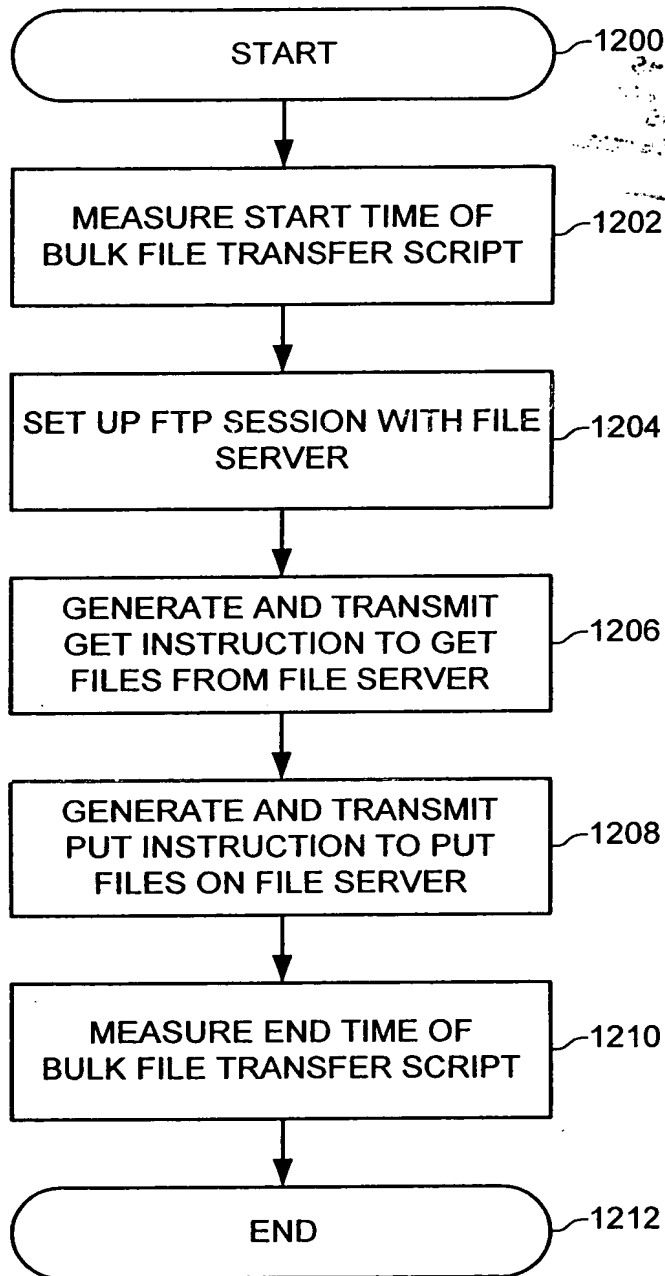 START
1200
MEASURE START TIME OF
BULK FILE TRANSFER SCRIPT
1202
SET UP FTP SESSION WITH FILE
SERVER
1204
GENERATE AND TRANSMIT
GET INSTRUCTION TO GET
FILES FROM FILE SERVER
1206
GENERATE AND TRANSMIT
PUT INSTRUCTION TO PUT
FILES ON FILE SERVER
1208
MEASURE END TIME OF
BULK FILE TRANSFER SCRIPT
1210
END
1212